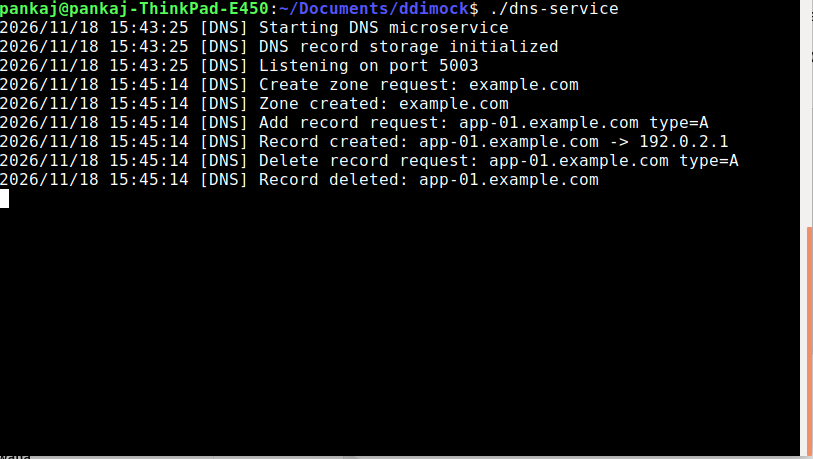 pankaj@pankaj-ThinkPad-E450:~/Documents/ddimock$ ./dns-service
2026/11/18 15:43:25 [DNS] Starting DNS microservice
2026/11/18 15:43:25 [DNS] DNS record storage initialized
2026/11/18 15:43:25 [DNS] Listening on port 5003
2026/11/18 15:45:14 [DNS] Create zone request: example.com
2026/11/18 15:45:14 [DNS] Zone created: example.com
2026/11/18 15:45:14 [DNS] Add record request: app-01.example.com type=A
2026/11/18 15:45:14 [DNS] Record created: app-01.example.com -> 192.0.2.1
2026/11/18 15:45:14 [DNS] Delete record request: app-01.example.com type=A
2026/11/18 15:45:14 [DNS] Record deleted: app-01.example.com